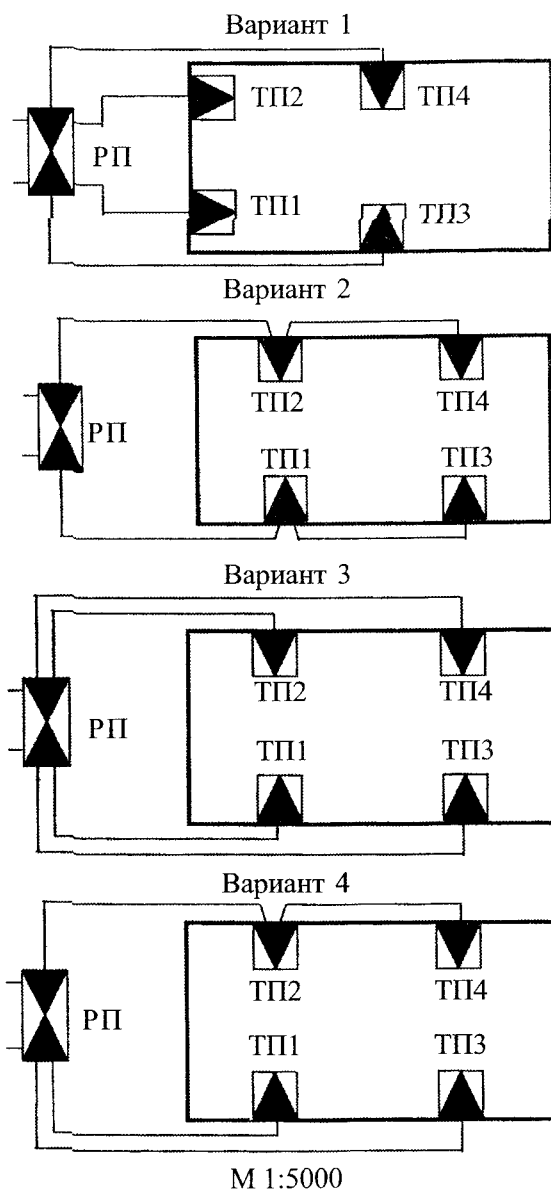 Вариант 1
ТП2
ТП4
РП
ТП1
ТП3
Вариант 2
РП
ТП2
ТП4
ТП1
ТП3
Вариант 3
ТП2
ТП4
РП
ТП1
ТП3
Вариант 4
ТП2
ТП4
РП
ТП1
ТП3
М 1:5000